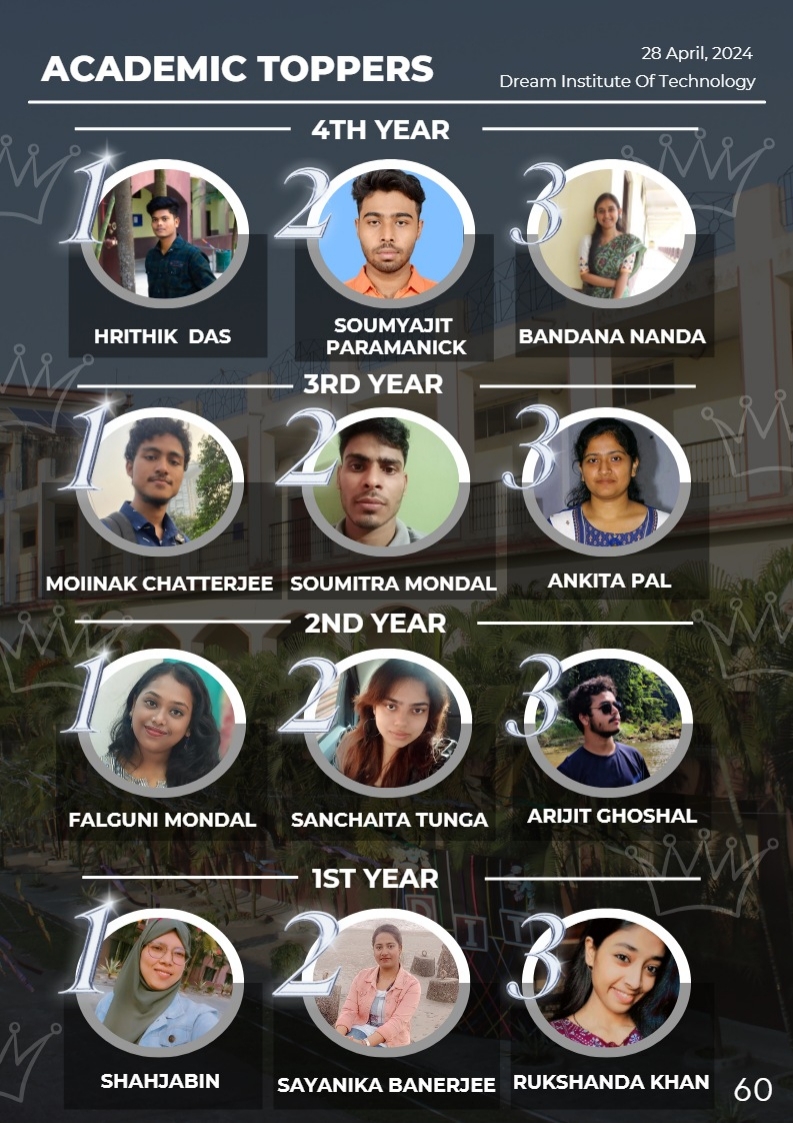 ACADEMIC TOPPERS
28 April, 2024
Dream Institute Of Technology
4TH YEAR
1 2 3
HRITHIK DAS SOUMYAJIT PARAMANICK BANDANA NANDA
3RD YEAR
1 2 3
MOIINAK CHATTERJEE SOUMITRA MONDAL ANKITA PAL
2ND YEAR
1 2 3
FALGUNI MONDAL SANCHAITA TUNGA ARIJIT GHOSHAL
1ST YEAR
DIT
1 2 3
SHAHJABIN SAYANIKA BANERJEE RUKSHANDA KHAN
60